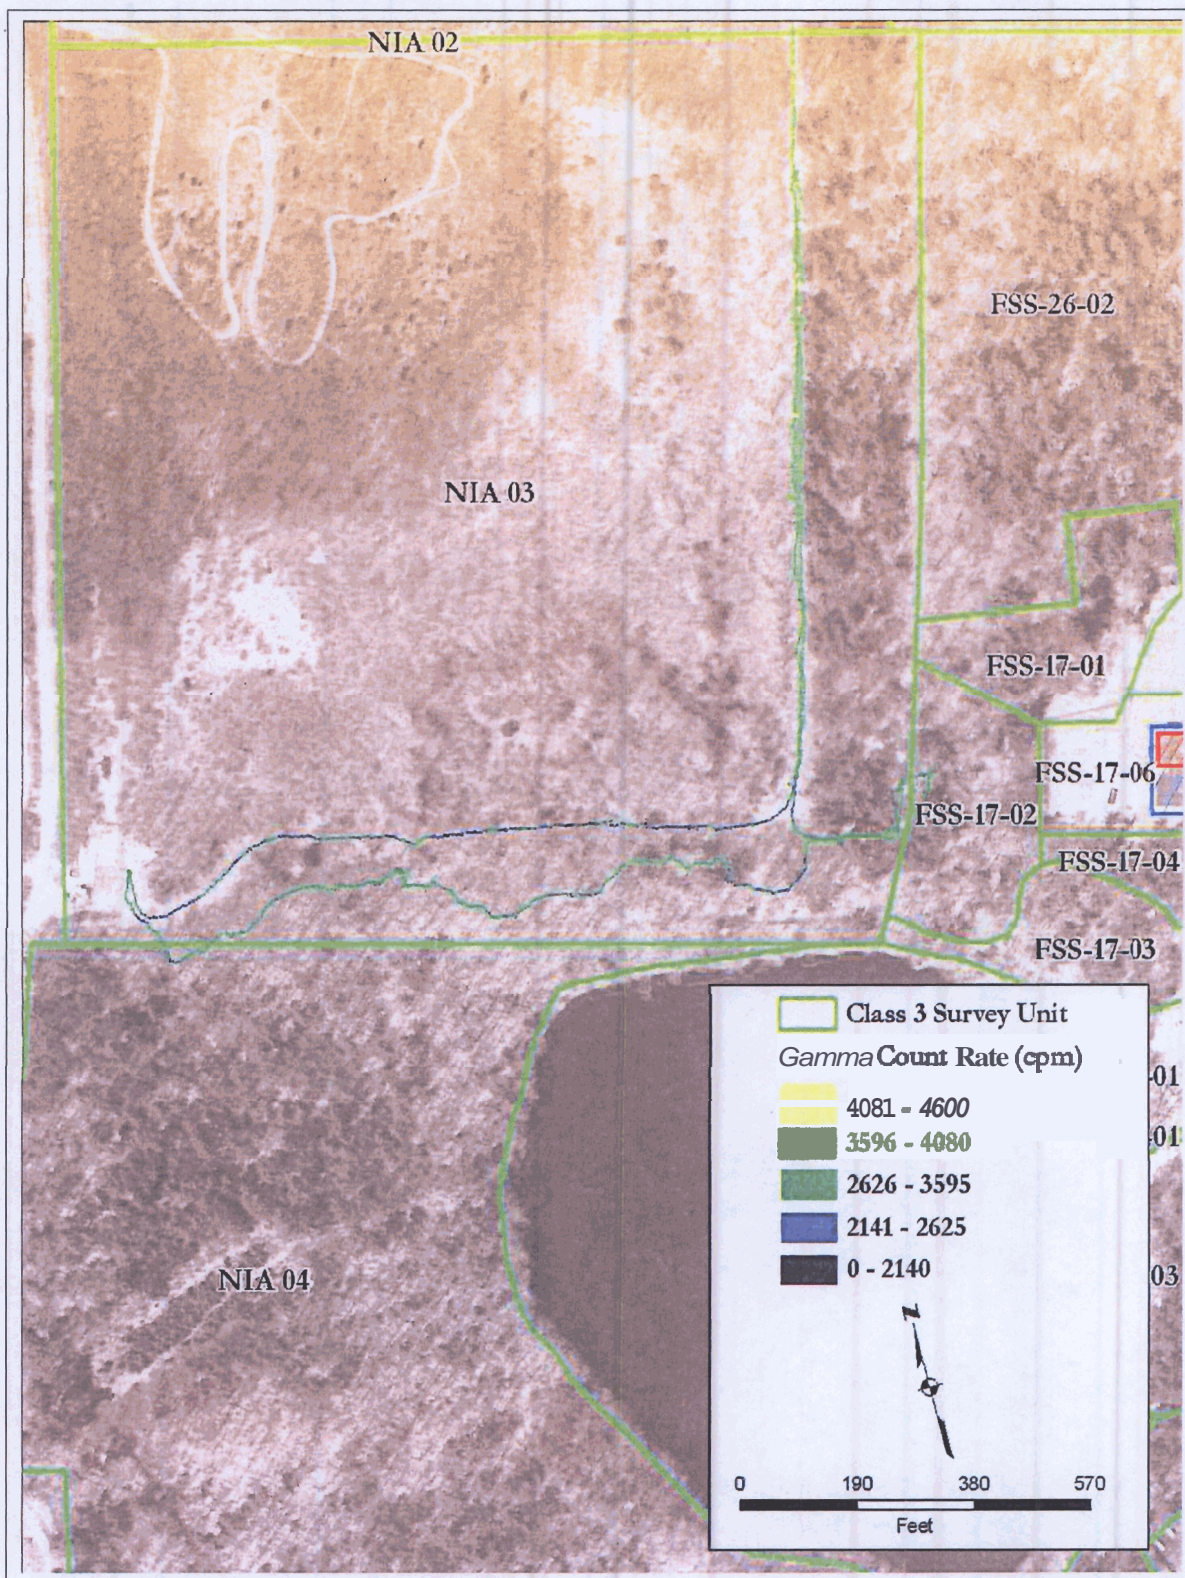 NIA 02
FSS-26-02
NIA 03
FSS-17-01
FSS-17-06
FSS-17-02
FSS-17-04
FSS-17-03
Class 3 Survey Unit
Gamma Count Rate (cpm)
4081 - 4600
3596 - 4080
2626 - 3595
2141 - 2625
0 - 2140
-01
-01
03
NIA 04
N
0 190 380 570
Feet